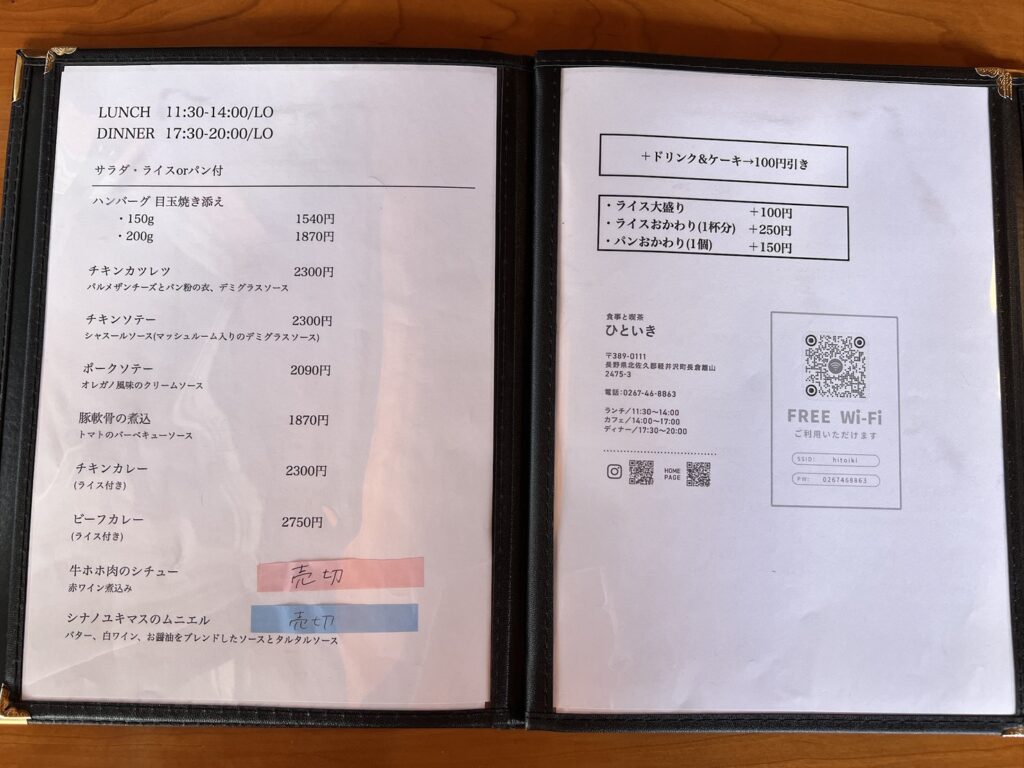 LUNCH 11:30-14:00/LO
DINNER 17:30-20:00/LO
サラダ・ライスorパン付
ハンバーグ 目玉焼き添え
・150g 1540円
・200g 1870円
チキンカツレツ 2300円
パルメザンチーズとパン粉の衣、デミグラスソース
チキンソテー 2300円
シャスールソース(マッシュルーム入りのデミグラスソース)
ポークソテー 2090円
オレガノ風味のクリームソース
豚軟骨の煮込 1870円
トマトのバーベキューソース
チキンカレー 2300円
(ライス付き)
ビーフカレー 2750円
(ライス付き)
牛ホホ肉のシチュー 売切
赤ワイン煮込み
シナノユキマスのムニエル 売切
バター、白ワイン、お醤油をブレンドしたソースとタルタルソース
+ドリンク&ケーキ→100円引き
・ライス大盛り +100円
・ライスおかわり(1杯分) +250円
・パンおかわり(1個) +150円
食事と喫茶
ひといき
〒389-0111
長野県北佐久郡軽井沢町長倉離山
2475-3
電話:0267-46-8863
ランチ/11:30〜14:00
カフェ/14:00〜17:00
ディナー/17:30〜20:00
HOME
PAGE
FREE Wi-Fi
ご利用いただけます
SSID: hitoiki
PW: 0267468863